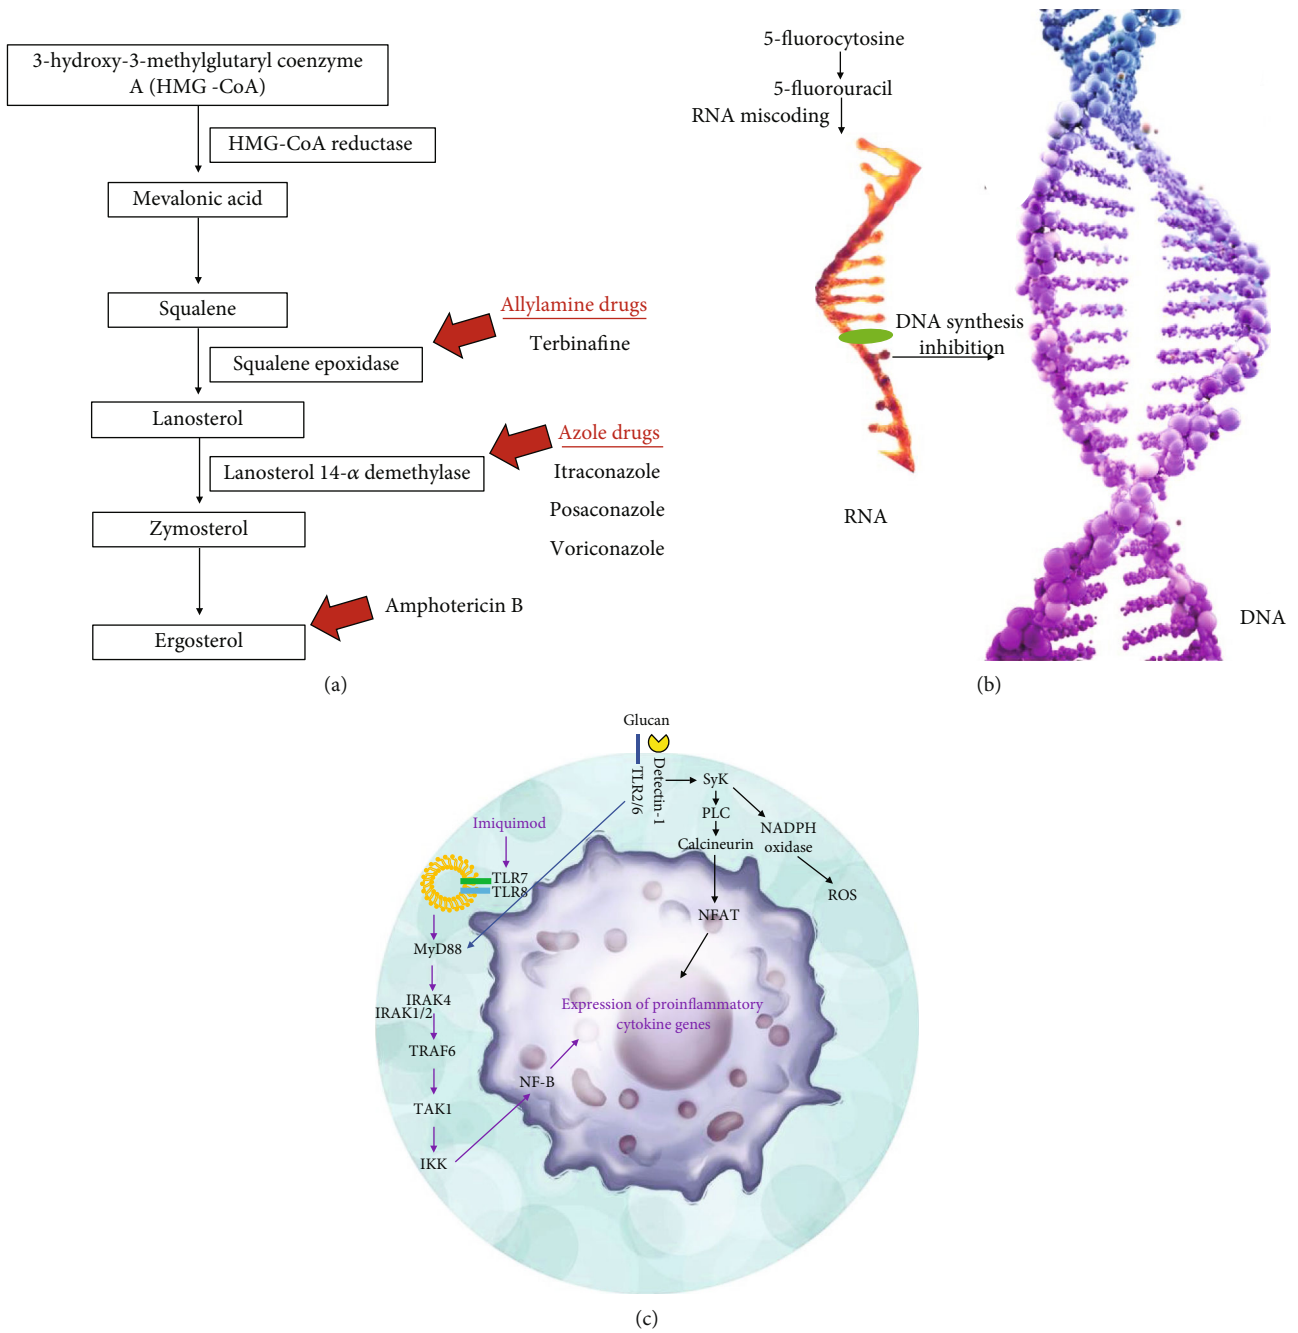 3-hydroxy-3-methylglutaryl coenzyme
A (HMG -CoA)
HMG-CoA reductase
Mevalonic acid
Squalene
Allylamine drugs
Terbinafine
Squalene epoxidase
Lanosterol
Azole drugs
Lanosterol 14-α demethylase
Itraconazole
Posaconazole
Voriconazole
Zymosterol
Amphotericin B
Ergosterol
(a)
5-fluorocytosine
5-fluorouracil
RNA miscoding
DNA synthesis
inhibition
RNA
DNA
(b)
Glucan
TLR2/6
Detectin-1
SyK
PLC
Calcineurin
NADPH
oxidase
ROS
NFAT
Imiquimod
TLR7
TLR8
MyD88
IRAK4
IRAK1/2
TRAF6
TAK1
IKK
NF-B
Expression of proinflammatory
cytokine genes
(c)